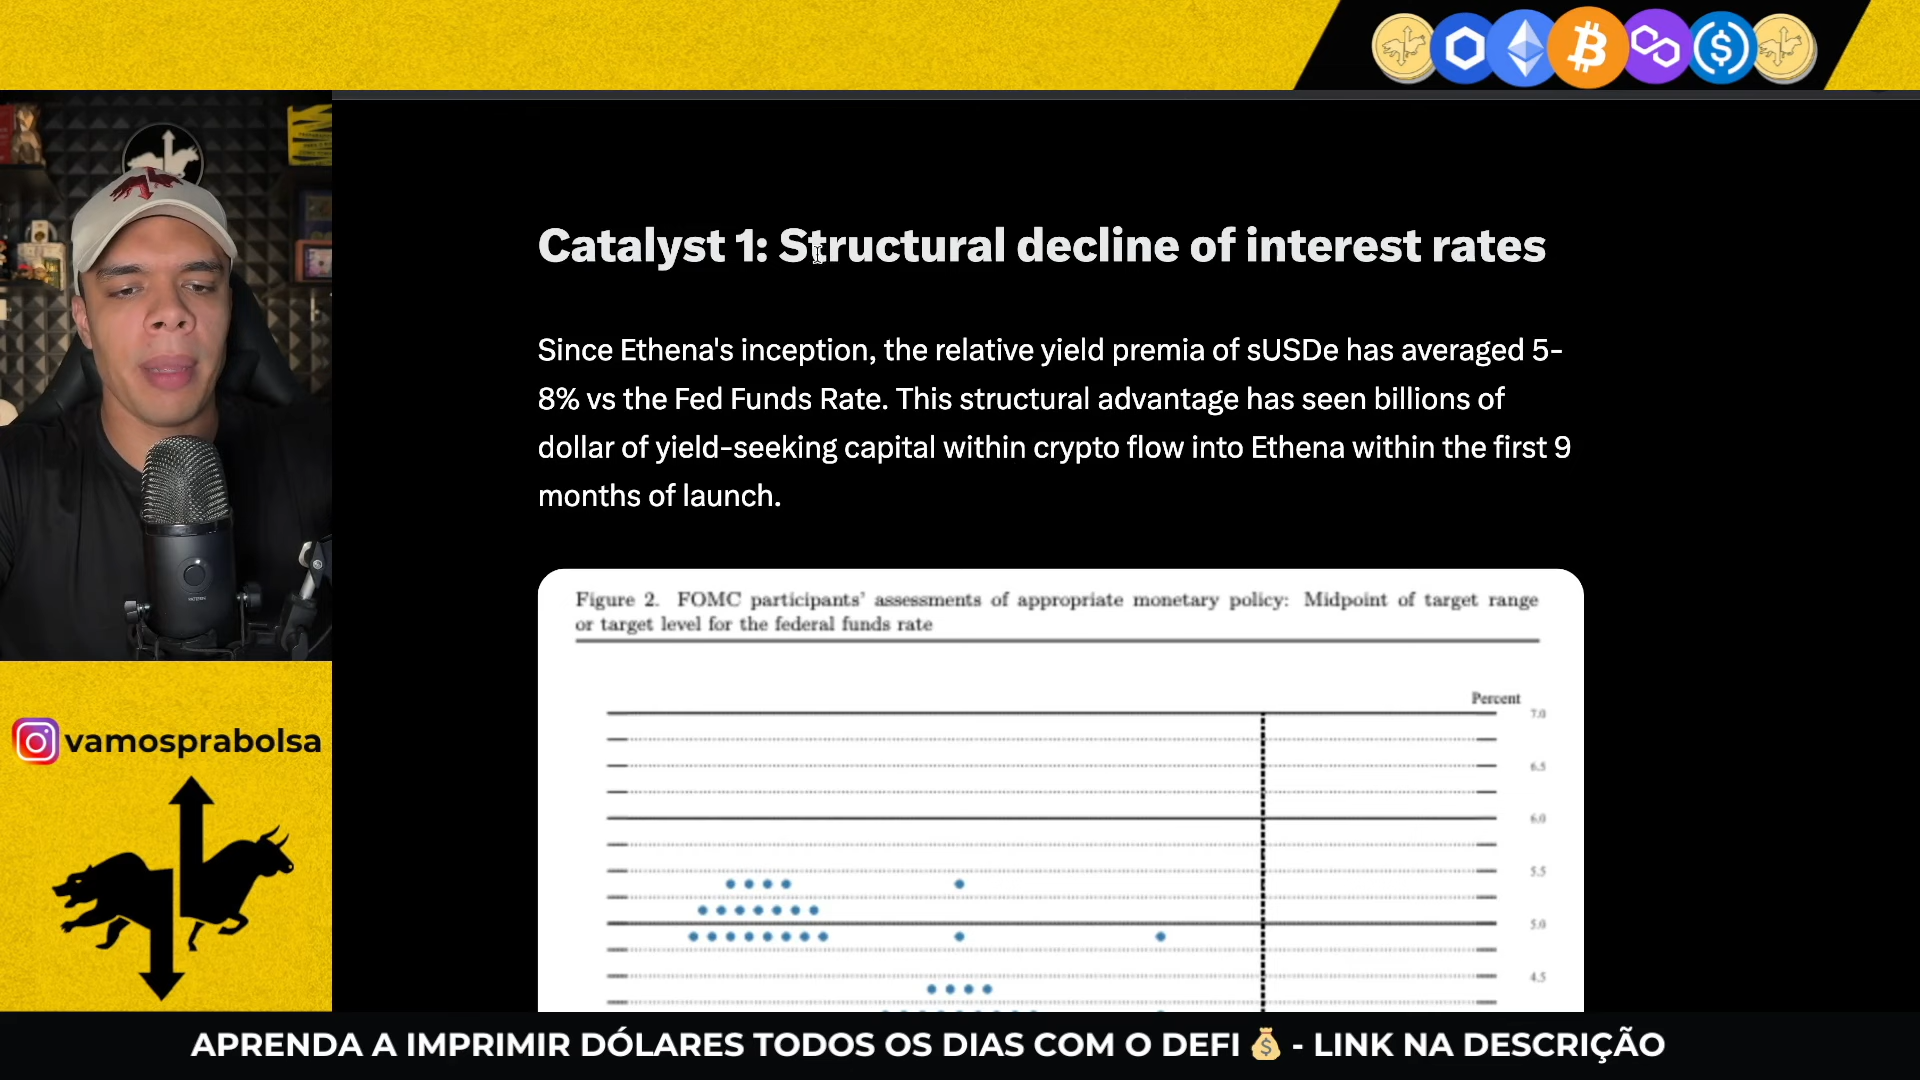 Catalyst 1: Structural decline of interest rates
Since Ethena's inception, the relative yield premia of sUSDe has averaged 5-
8% vs the Fed Funds Rate. This structural advantage has seen billions of
dollar of yield-seeking capital within crypto flow into Ethena within the first 9
months of launch.
Figure 2. FOMC participants' assessments of appropriate monetary policy: Midpoint of target range
or target level for the federal funds rate
Percent
7.0
6.5
6.0
5.5
5.0
4.5
vamosprabolsa
APRENDA A IMPRIMIR DÓLARES TODOS OS DIAS COM O DEFI 💰 - LINK NA DESCRIÇÃO